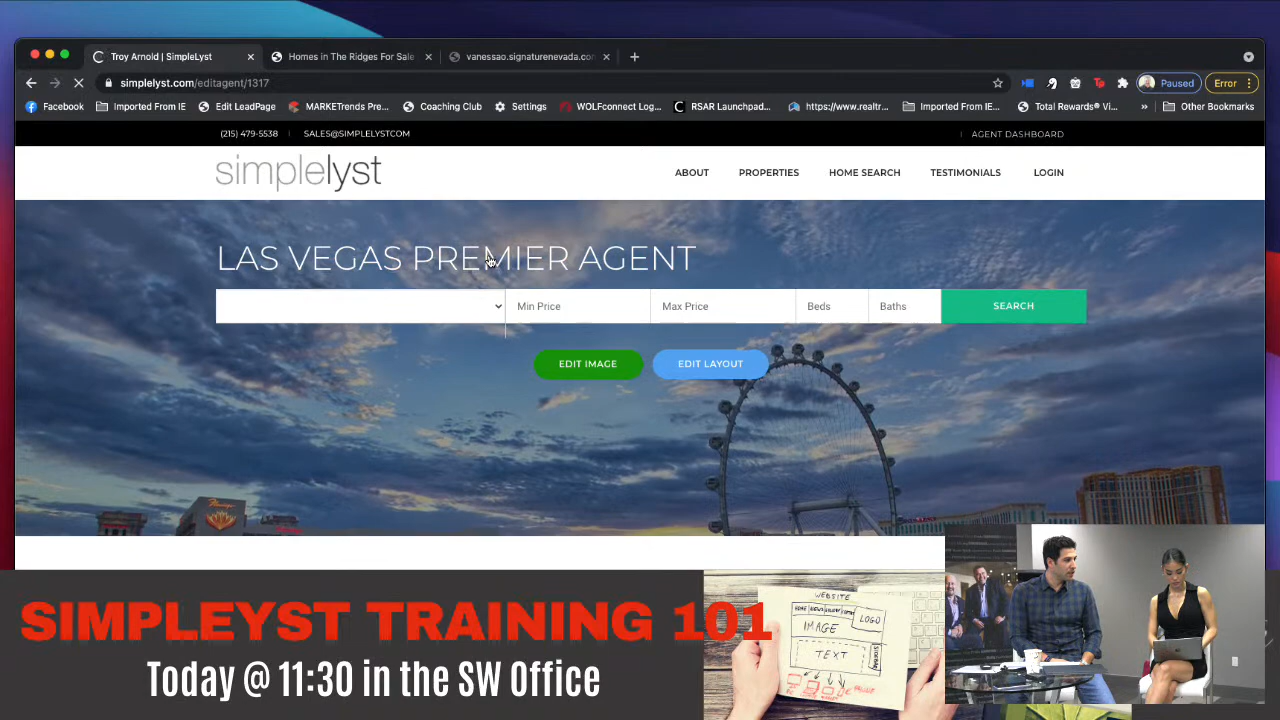 Troy Arnold | SimpleLyst
Homes in The Ridges For Sale
vanessao.signaturenevada.co
simplelyst.com/editagent/1317
Paused
Error
Facebook
Imported From IE
Edit LeadPage
MARKETrends Pre...
Coaching Club
Settings
WOLFconnect Log...
RSAR Launchpad...
https://www.realtr...
Imported From IE...
Total Rewards® Vi...
»
Other Bookmarks
(215) 479-5538 | SALES@SIMPLELYSTCOM
| AGENT DASHBOARD
simplelyst
ABOUT
PROPERTIES
HOME SEARCH
TESTIMONIALS
LOGIN
LAS VEGAS PREMIER AGENT
Min Price
Max Price
Beds
Baths
SEARCH
EDIT IMAGE
EDIT LAYOUT
Flamingo
SIMPLEYST TRAINING 101
Today @ 11:30 in the SW Office
WEBSITE
HOME
LOGO
IMAGE
TEXT